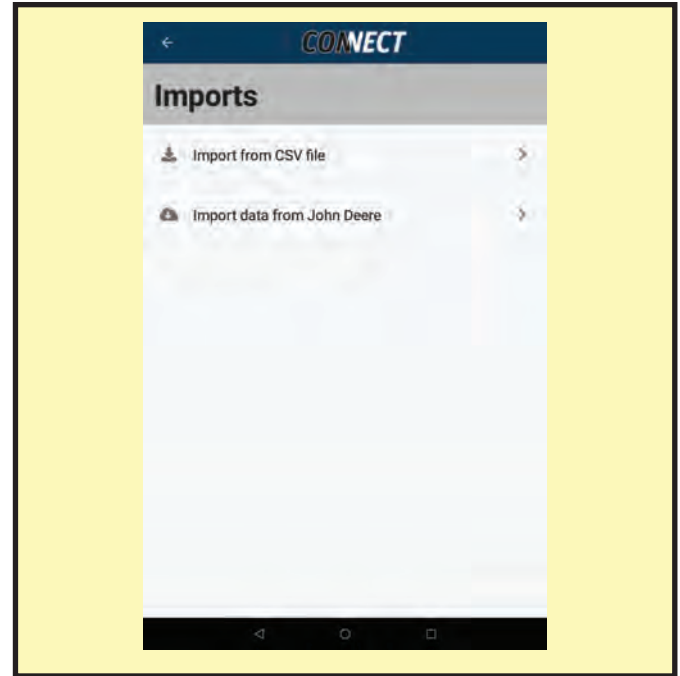 CONNECT
Imports
Import from CSV file
Import data from John Deere